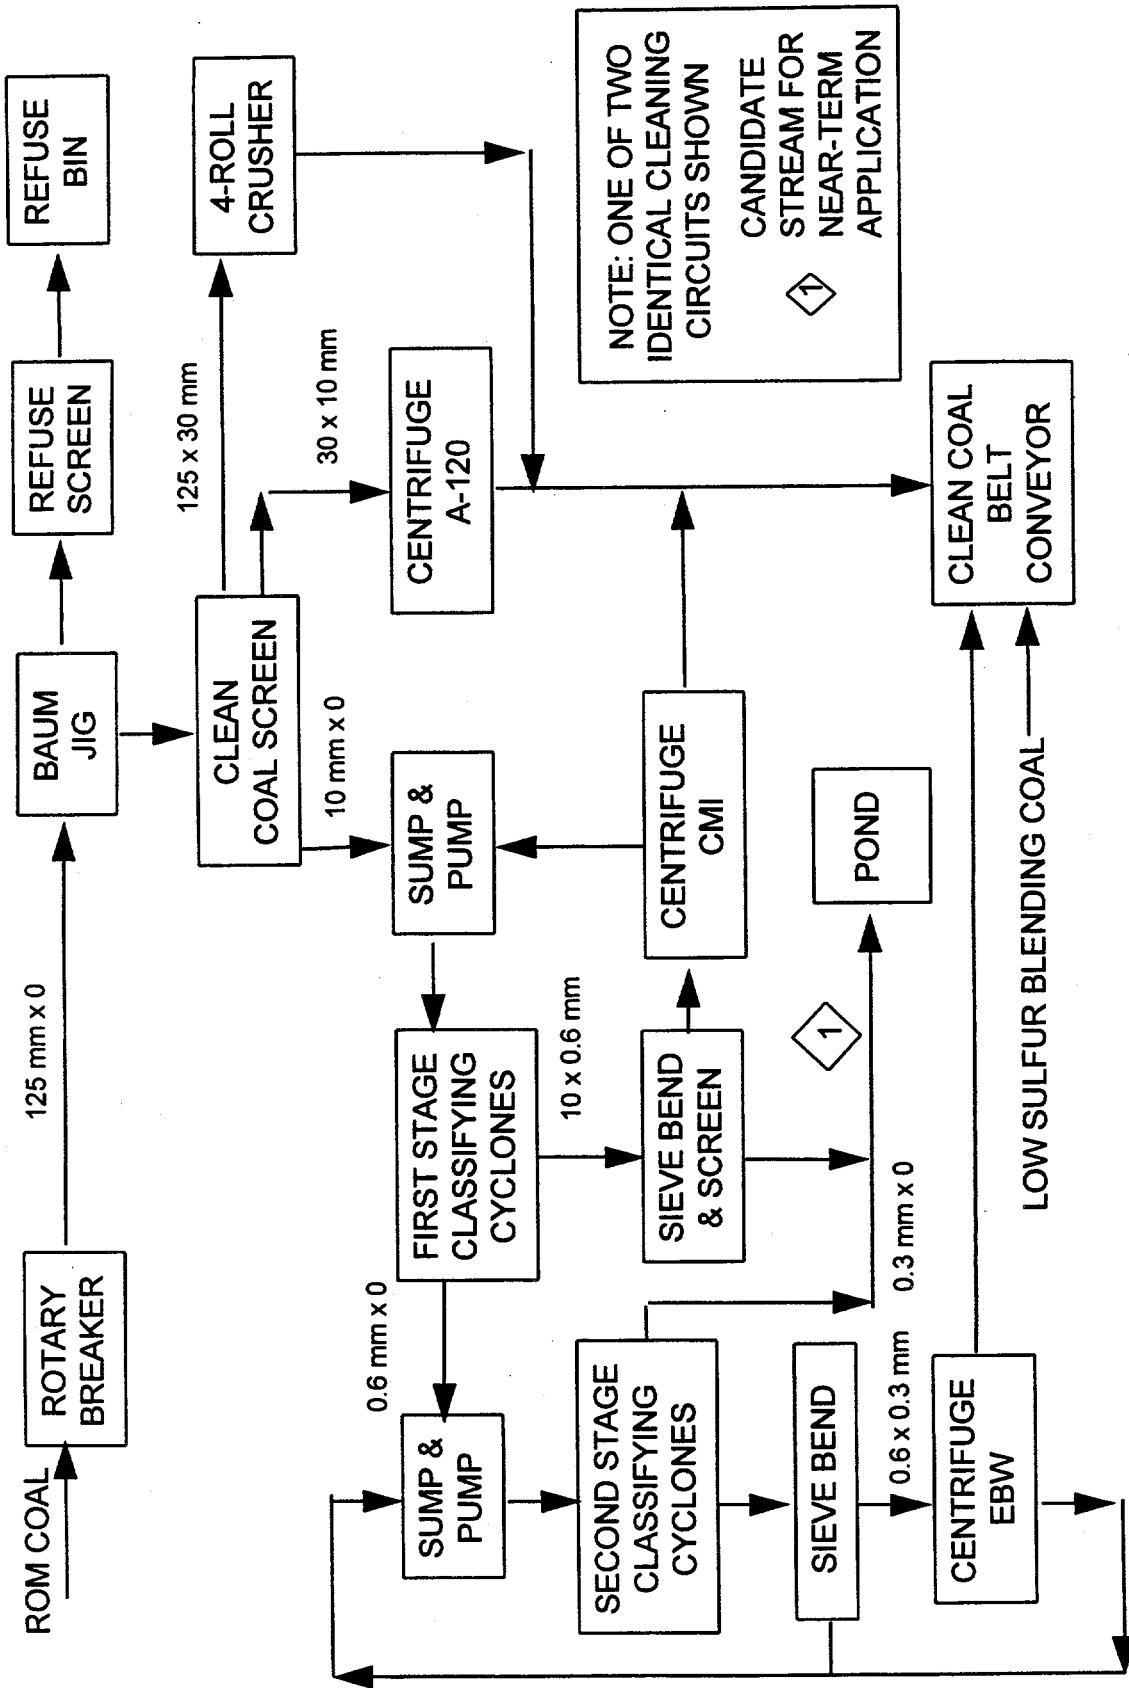 ROM COAL
ROTARY
BREAKER
125 mm x 0
BAUM
JIG
REFUSE
SCREEN
REFUSE
BIN
CLEAN
COAL SCREEN
125 x 30 mm
4-ROLL
CRUSHER
30 x 10 mm
10 mm x 0
CENTRIFUGE
A-120
SUMP &
PUMP
FIRST STAGE
CLASSIFYING
CYCLONES
0.6 mm x 0
SUMP &
PUMP
10 x 0.6 mm
SECOND STAGE
CLASSIFYING
CYCLONES
SIEVE BEND
& SCREEN
CENTRIFUGE
CMI
NOTE: ONE OF TWO
IDENTICAL CLEANING
CIRCUITS SHOWN
1
CANDIDATE
STREAM FOR
NEAR-TERM
APPLICATION
SIEVE BEND
1
POND
0.6 x 0.3 mm
0.3 mm x 0
CENTRIFUGE
EBW
CLEAN COAL
BELT
CONVEYOR
LOW SULFUR BLENDING COAL